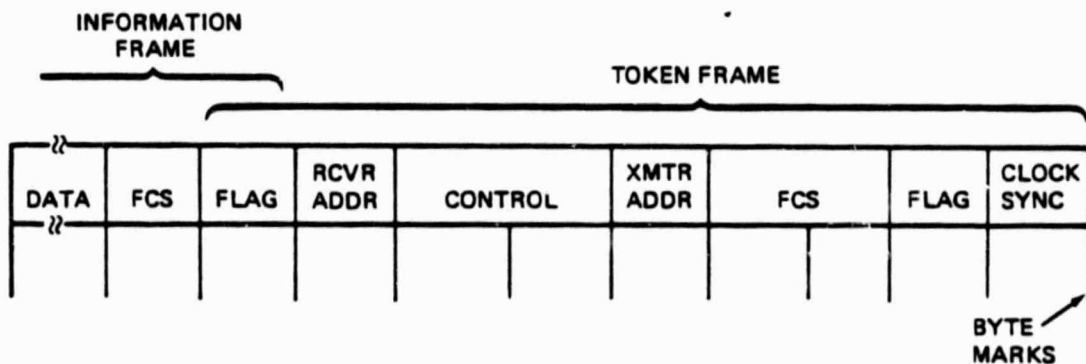 INFORMATION
FRAME
TOKEN FRAME
DATA
FCS
FLAG
RCVR
ADDR
CONTROL
XMTR
ADDR
FCS
FLAG
CLOCK
SYNC
BYTE
MARKS